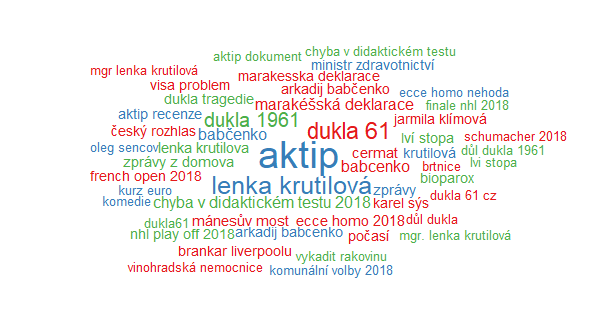 aktip dokument chyba v didaktickém testu
ministr zdravotnictví
mgr lenka krutilová marakesska deklarace
visa problem arkadij babčenko ecce homo nehoda
dukla tragedie marakéšská deklarace finale nhl 2018
aktip recenze dukla 1961 jarmila klímová
český rozhlas babčenko dukla 61 lví stopa schumacher 2018
oleg sencov lenka krutilova aktip cermat krutilová důl dukla 1961
zprávy z domova babcenko brtnice lvi stopa
french open 2018 lenka krutilová zprávy bioparox
kurz euro dukla 61 cz
komedie chyba v didaktickém testu 2018 karel sýs
dukla61 mánesův most ecce homo 2018 důl dukla
nhl play off 2018 arkadij babcenko počasí mgr. lenka krutilová
brankar liverpoolu vykadit rakovinu
vinohradská nemocnice komunální volby 2018